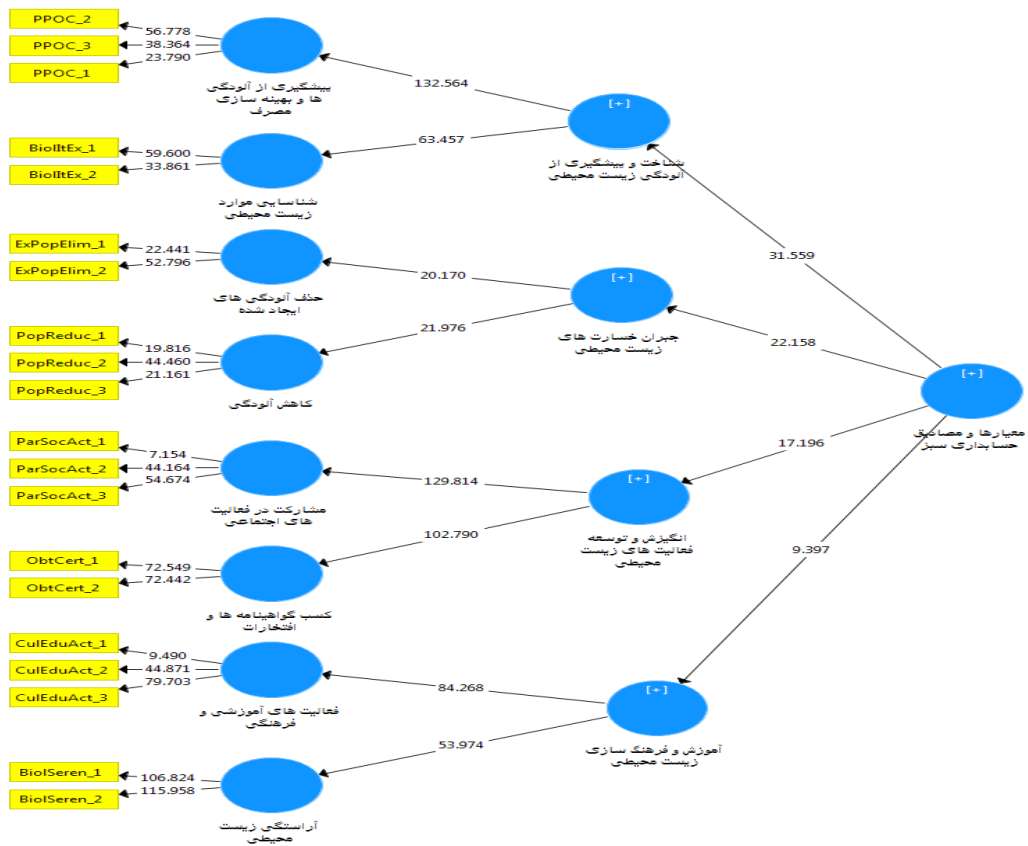 PPOC_2
56.778
PPOC_3
38.364
PPOC_1
23.790
پیشگیری از آلودگی
ها و بهینه سازی
مصرف
132.564
[+]
شناخت و پیشگیری از
آلودگی زیست محیطی
63.457
BiolItEx_1
59.600
BiolItEx_2
33.861
شناسایی موارد
زیست محیطی
31.559
ExPopElim_1
22.441
ExPopElim_2
52.796
حذف آلودگی های
ایجاد شده
20.170
[+]
جبران خسارت های
زیست محیطی
21.976
22.158
PopReduc_1
19.816
PopReduc_2
44.460
PopReduc_3
21.161
کاهش آلودگی
[+]
معیارها و مصادیق
حسابداری سبز
17.196
ParSocAct_1
7.154
ParSocAct_2
44.164
ParSocAct_3
54.674
مشارکت در فعالیت
های اجتماعی
129.814
[+]
انگیزش و توسعه
فعالیت های زیست
محیطی
102.790
9.397
ObtCert_1
72.549
ObtCert_2
72.442
کسب گواهینامه ها و
افتخارات
CulEduAct_1
9.490
CulEduAct_2
44.871
CulEduAct_3
79.703
فعالیت های آموزشی و
فرهنگی
84.268
[+]
آموزش و فرهنگ سازی
زیست محیطی
53.974
BiolSeren_1
106.824
BiolSeren_2
115.958
آراستگی زیست
محیطی